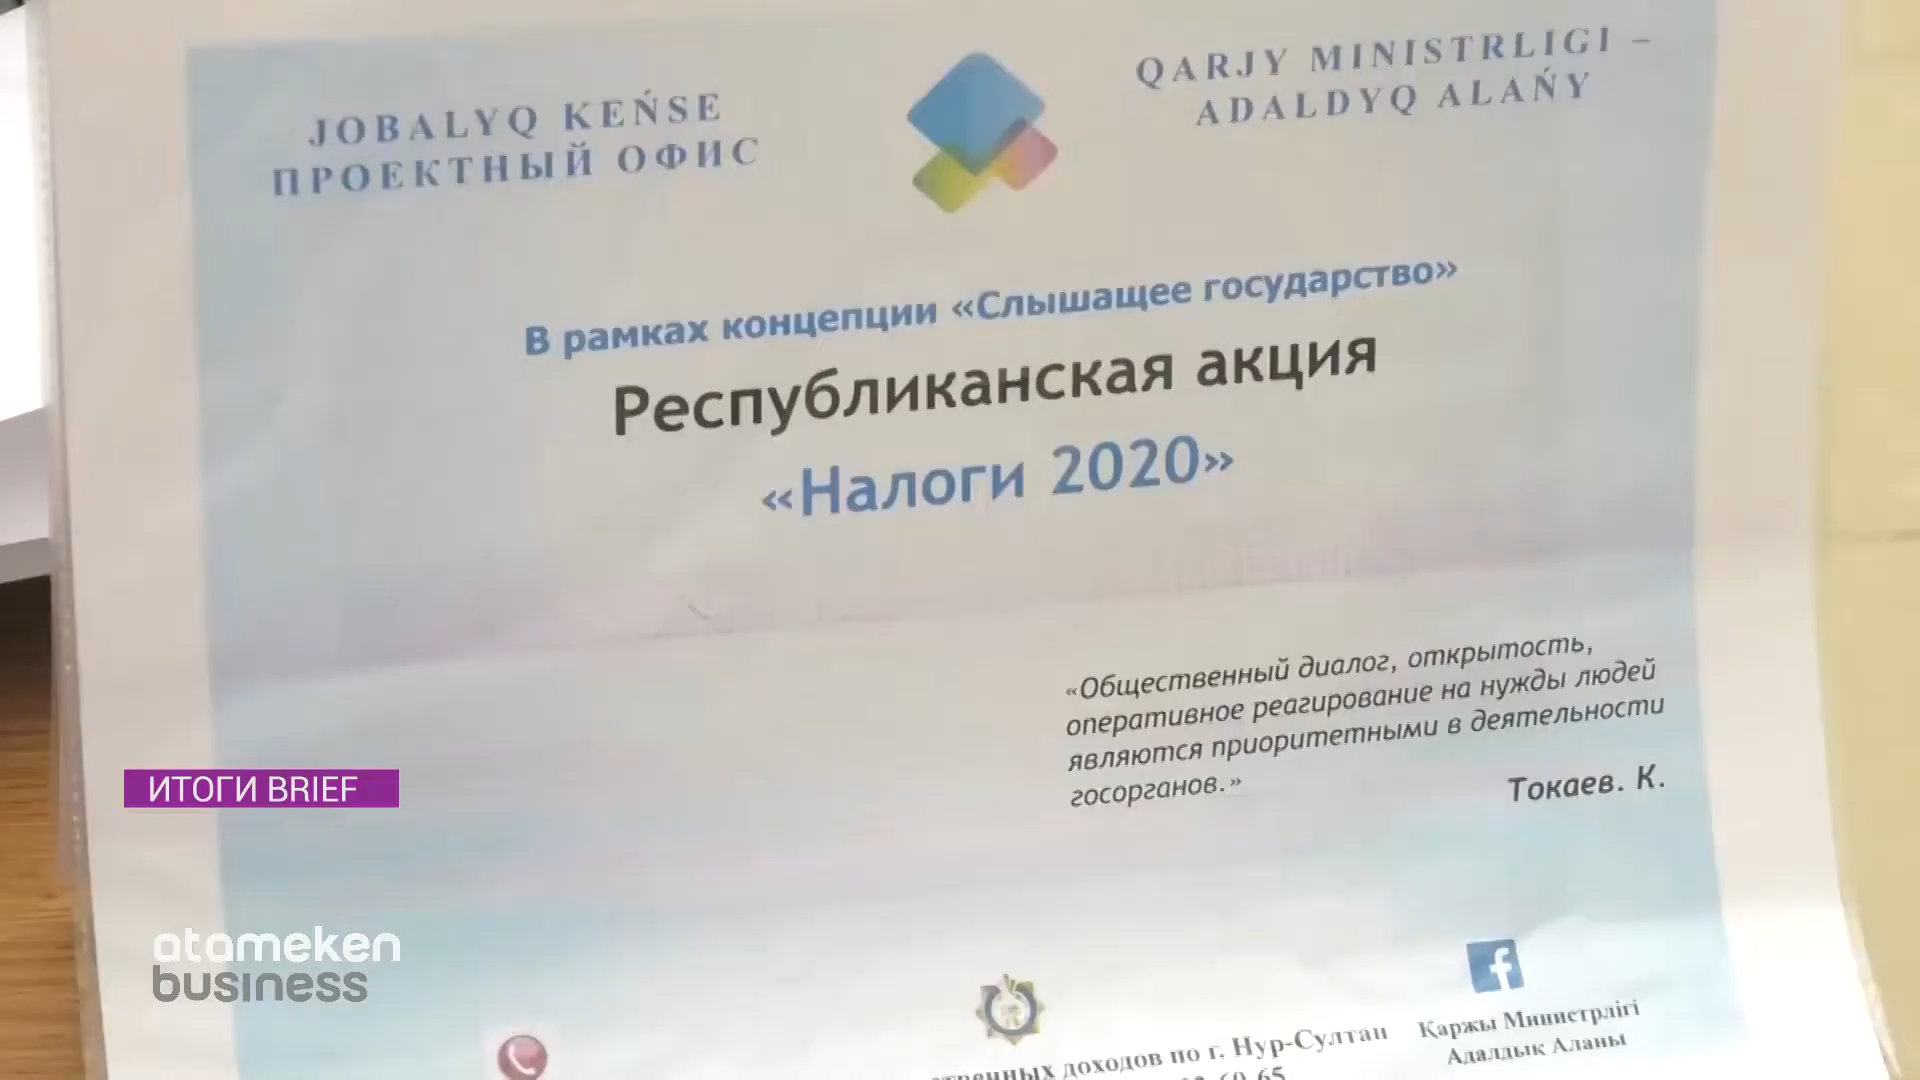 JOBALYQ KEŃSE
ПРОЕКТНЫЙ ОФИС
QARJY MINISTRLIGI –
ADALDYQ ALAŃY
В рамках концепции «Слышащее государство»
Республиканская акция
«Налоги 2020»
«Общественный диалог, открытость,
оперативное реагирование на нужды людей
являются приоритетными в деятельности
госорганов.»
Токаев. К.
ИТОГИ BRIEF
atameken
business
доходов по г. Нур-Султан
Қаржы Министрлігі
Адалдық Аланы